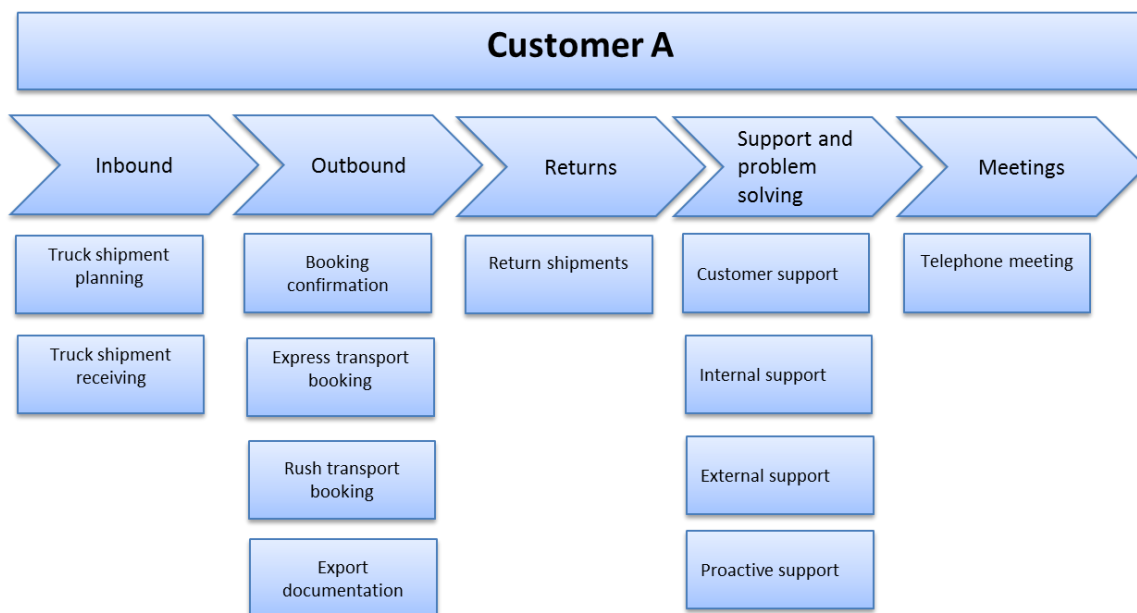 Customer A
Inbound
Outbound
Returns
Support and
problem
solving
Meetings
Truck shipment
planning
Booking
confirmation
Return shipments
Customer support
Telephone meeting
Truck shipment
receiving
Express transport
booking
Internal support
Rush transport
booking
External support
Export
documentation
Proactive support